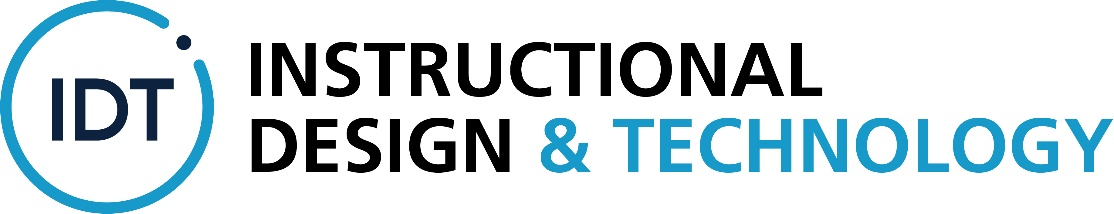 IDT
INSTRUCTIONAL
DESIGN & TECHNOLOGY